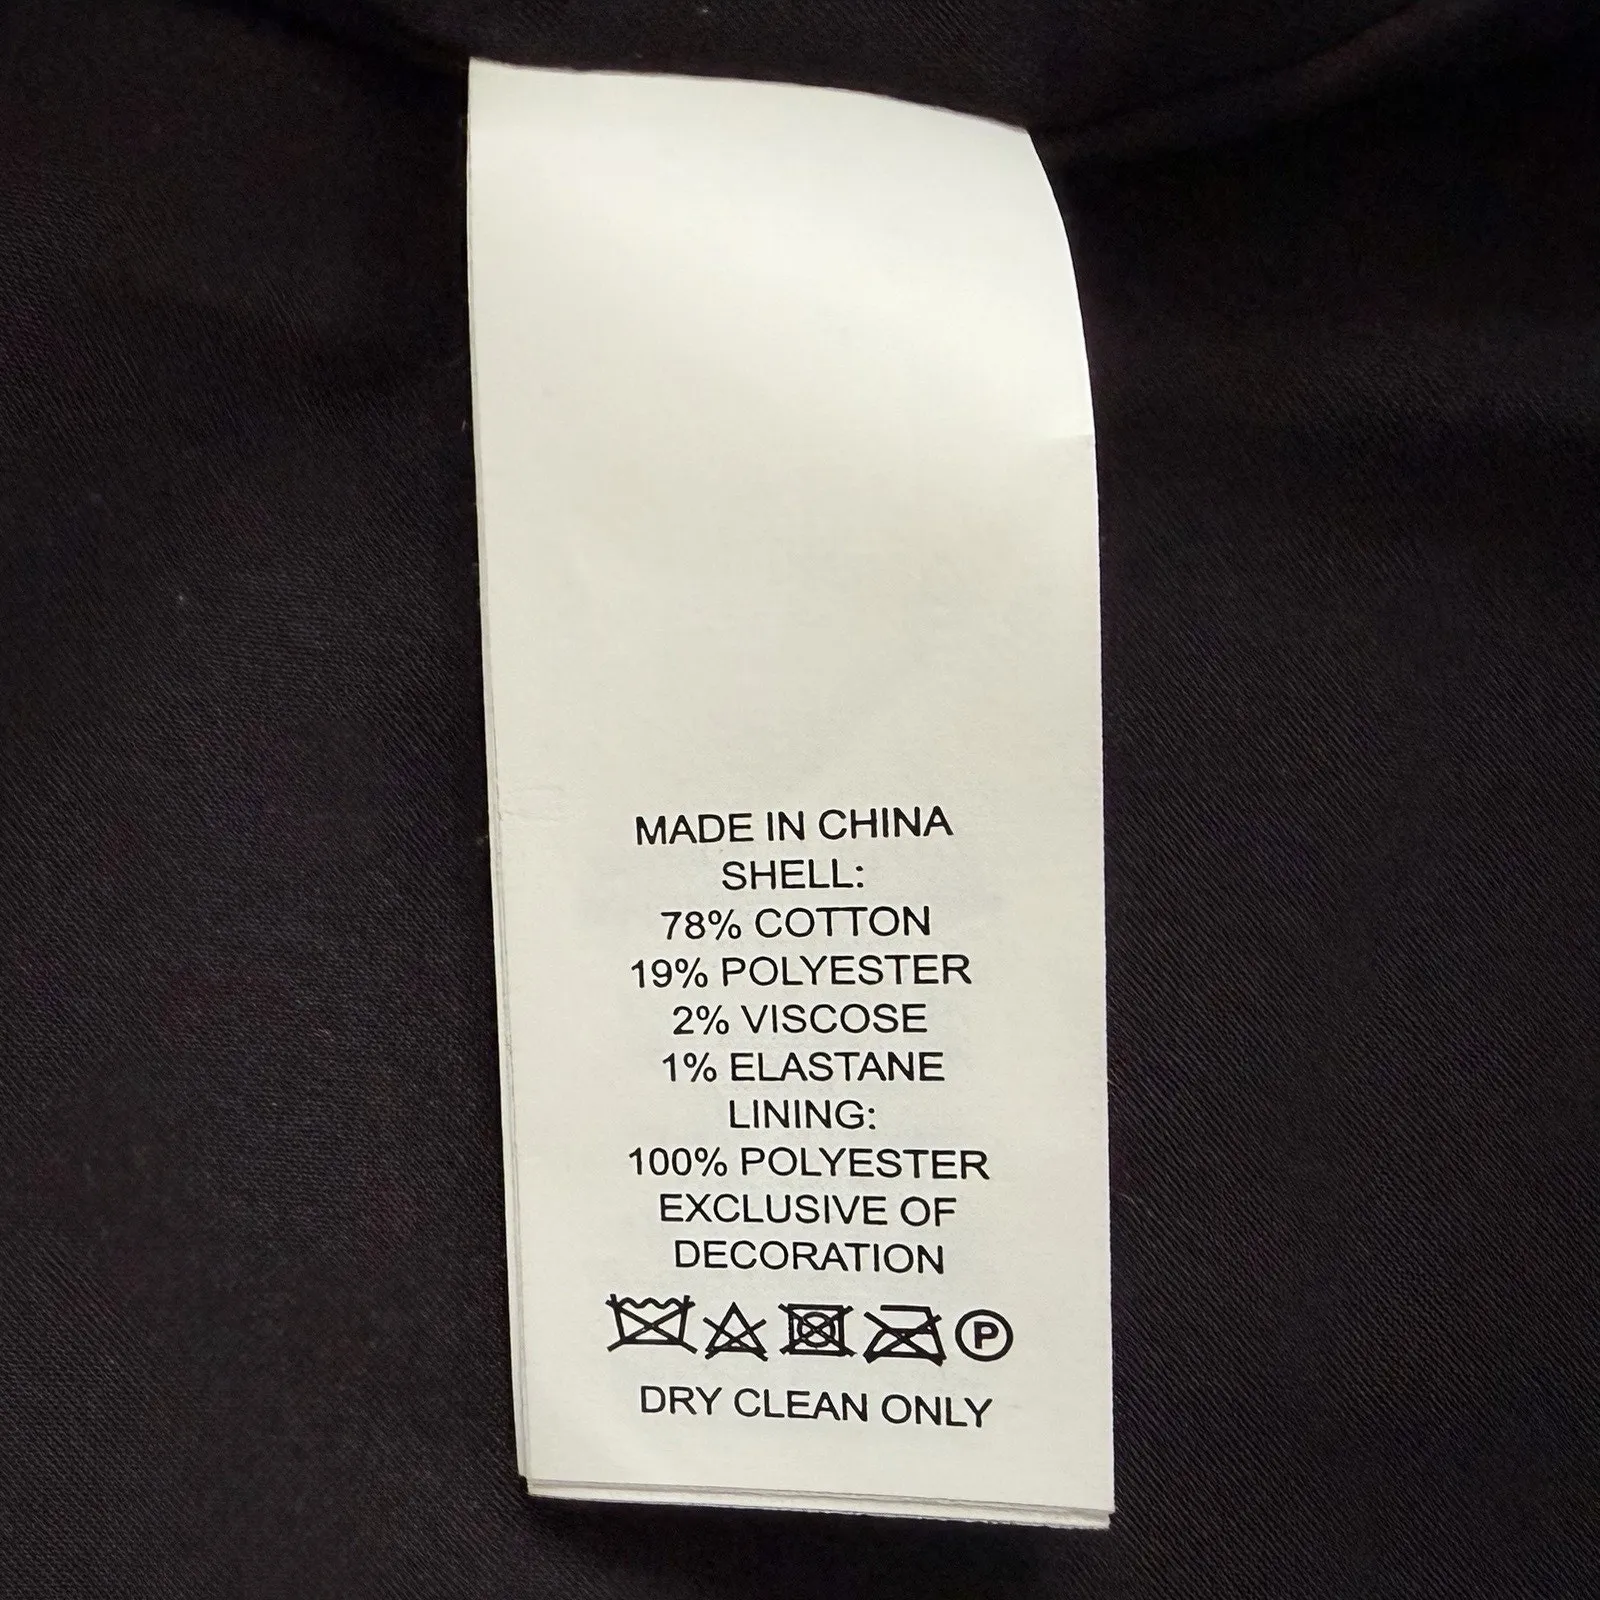 MADE IN CHINA
SHELL:
78% COTTON
19% POLYESTER
2% VISCOSE
1% ELASTANE
LINING:
100% POLYESTER
EXCLUSIVE OF
DECORATION
P
DRY CLEAN ONLY